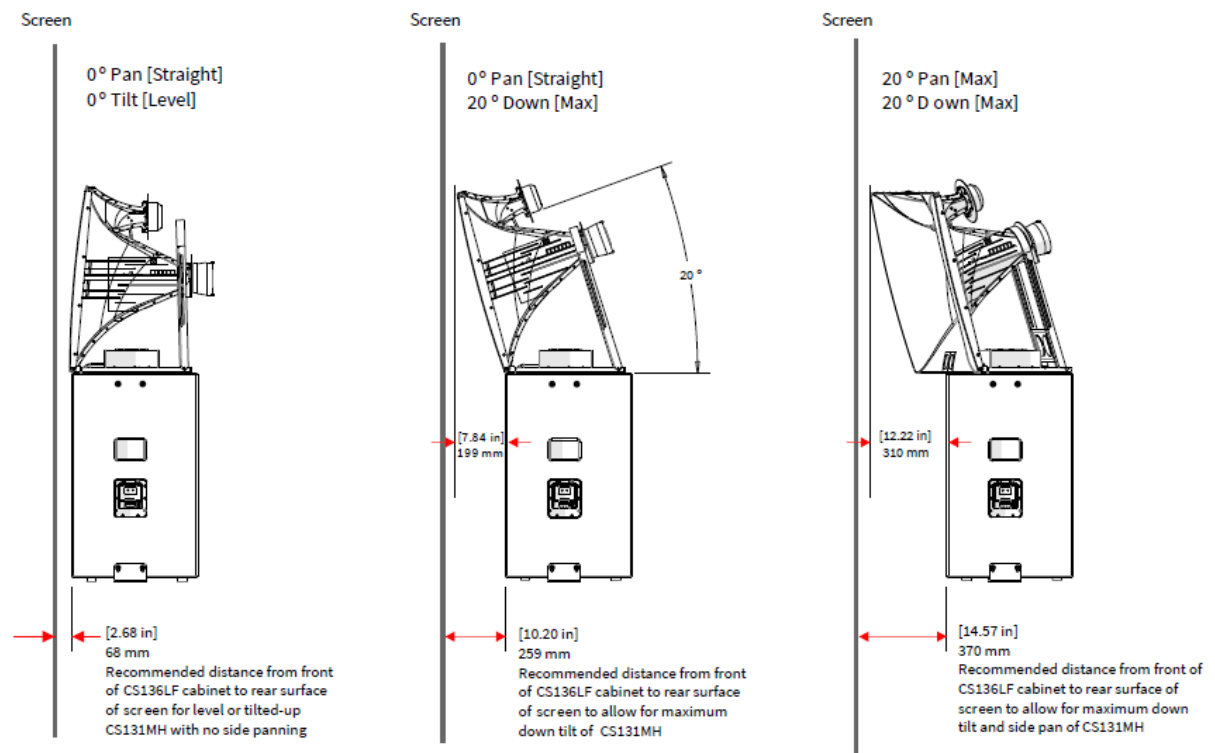 Screen
0° Pan [Straight]
0° Tilt [Level]
[2.68 in]
68 mm
Recommended distance from front
of CS136LF cabinet to rear surface
of screen for level or tilted-up
CS131MH with no side panning
Screen
0° Pan [Straight]
20° Down [Max]
20°
[7.84 in]
199 mm
[10.20 in]
259 mm
Recommended distance from front
of CS136LF cabinet to rear surface
of screen to allow for maximum
down tilt of CS131MH
Screen
20° Pan [Max]
20° D own [Max]
[12.22 in]
310 mm
[14.57 in]
370 mm
Recommended distance from front of
CS136LF cabinet to rear surface of
screen to allow for maximum down
tilt and side pan of CS131MH